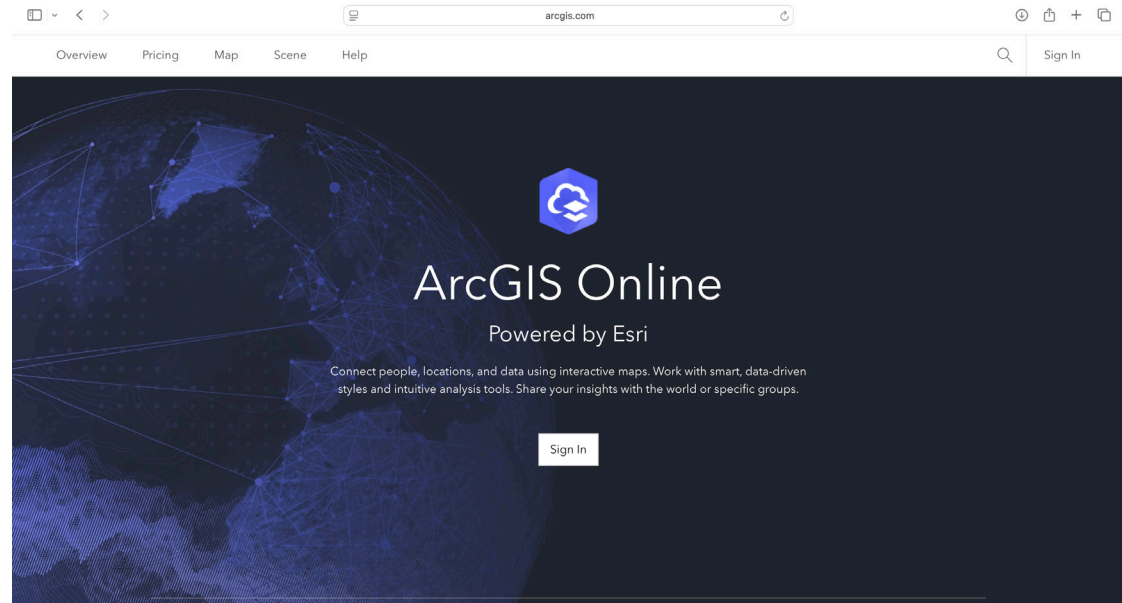 arcgis.com
Overview Pricing Map Scene Help Sign In
ArcGIS Online
Powered by Esri
Connect people, locations, and data using interactive maps. Work with smart, data-driven
styles and intuitive analysis tools. Share your insights with the world or specific groups.
Sign In